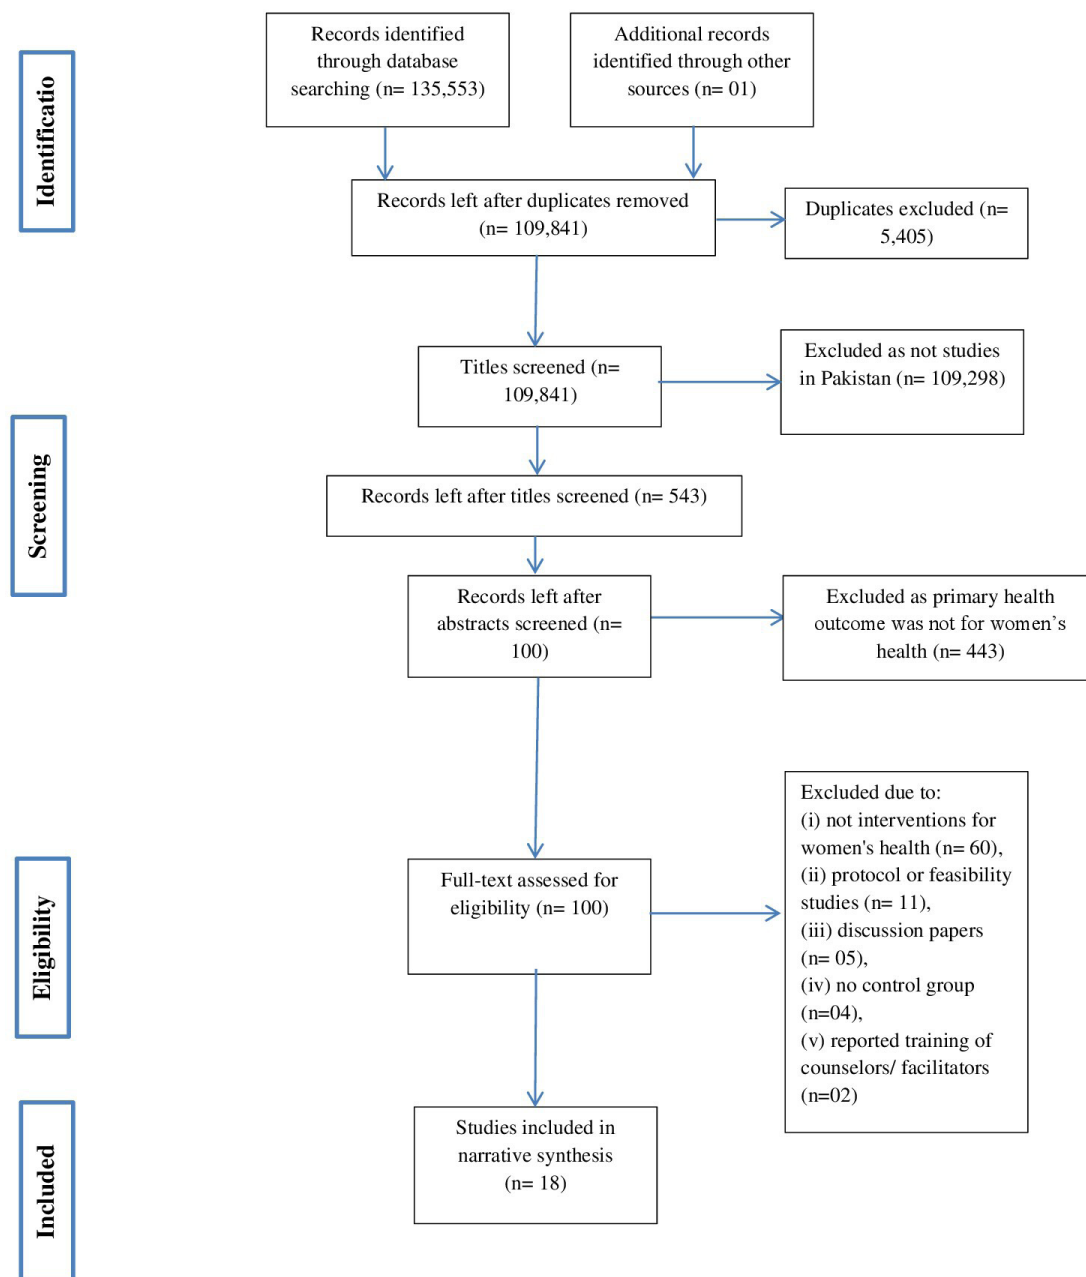 Identificatio
Records identified
through database
searching (n= 135,553)
Additional records
identified through other
sources (n= 01)
Records left after duplicates removed
(n= 109,841)
Duplicates excluded (n=
5,405)
Screening
Titles screened (n=
109,841)
Excluded as not studies
in Pakistan (n= 109,298)
Records left after titles screened (n= 543)
Records left after
abstracts screened (n=
100)
Excluded as primary health
outcome was not for women’s
health (n= 443)
Eligibility
Full-text assessed for
eligibility (n= 100)
Excluded due to:
(i) not interventions for
women's health (n= 60),
(ii) protocol or feasibility
studies (n= 11),
(iii) discussion papers
(n= 05),
(iv) no control group
(n=04),
(v) reported training of
counselors/ facilitators
(n=02)
Included
Studies included in
narrative synthesis
(n= 18)